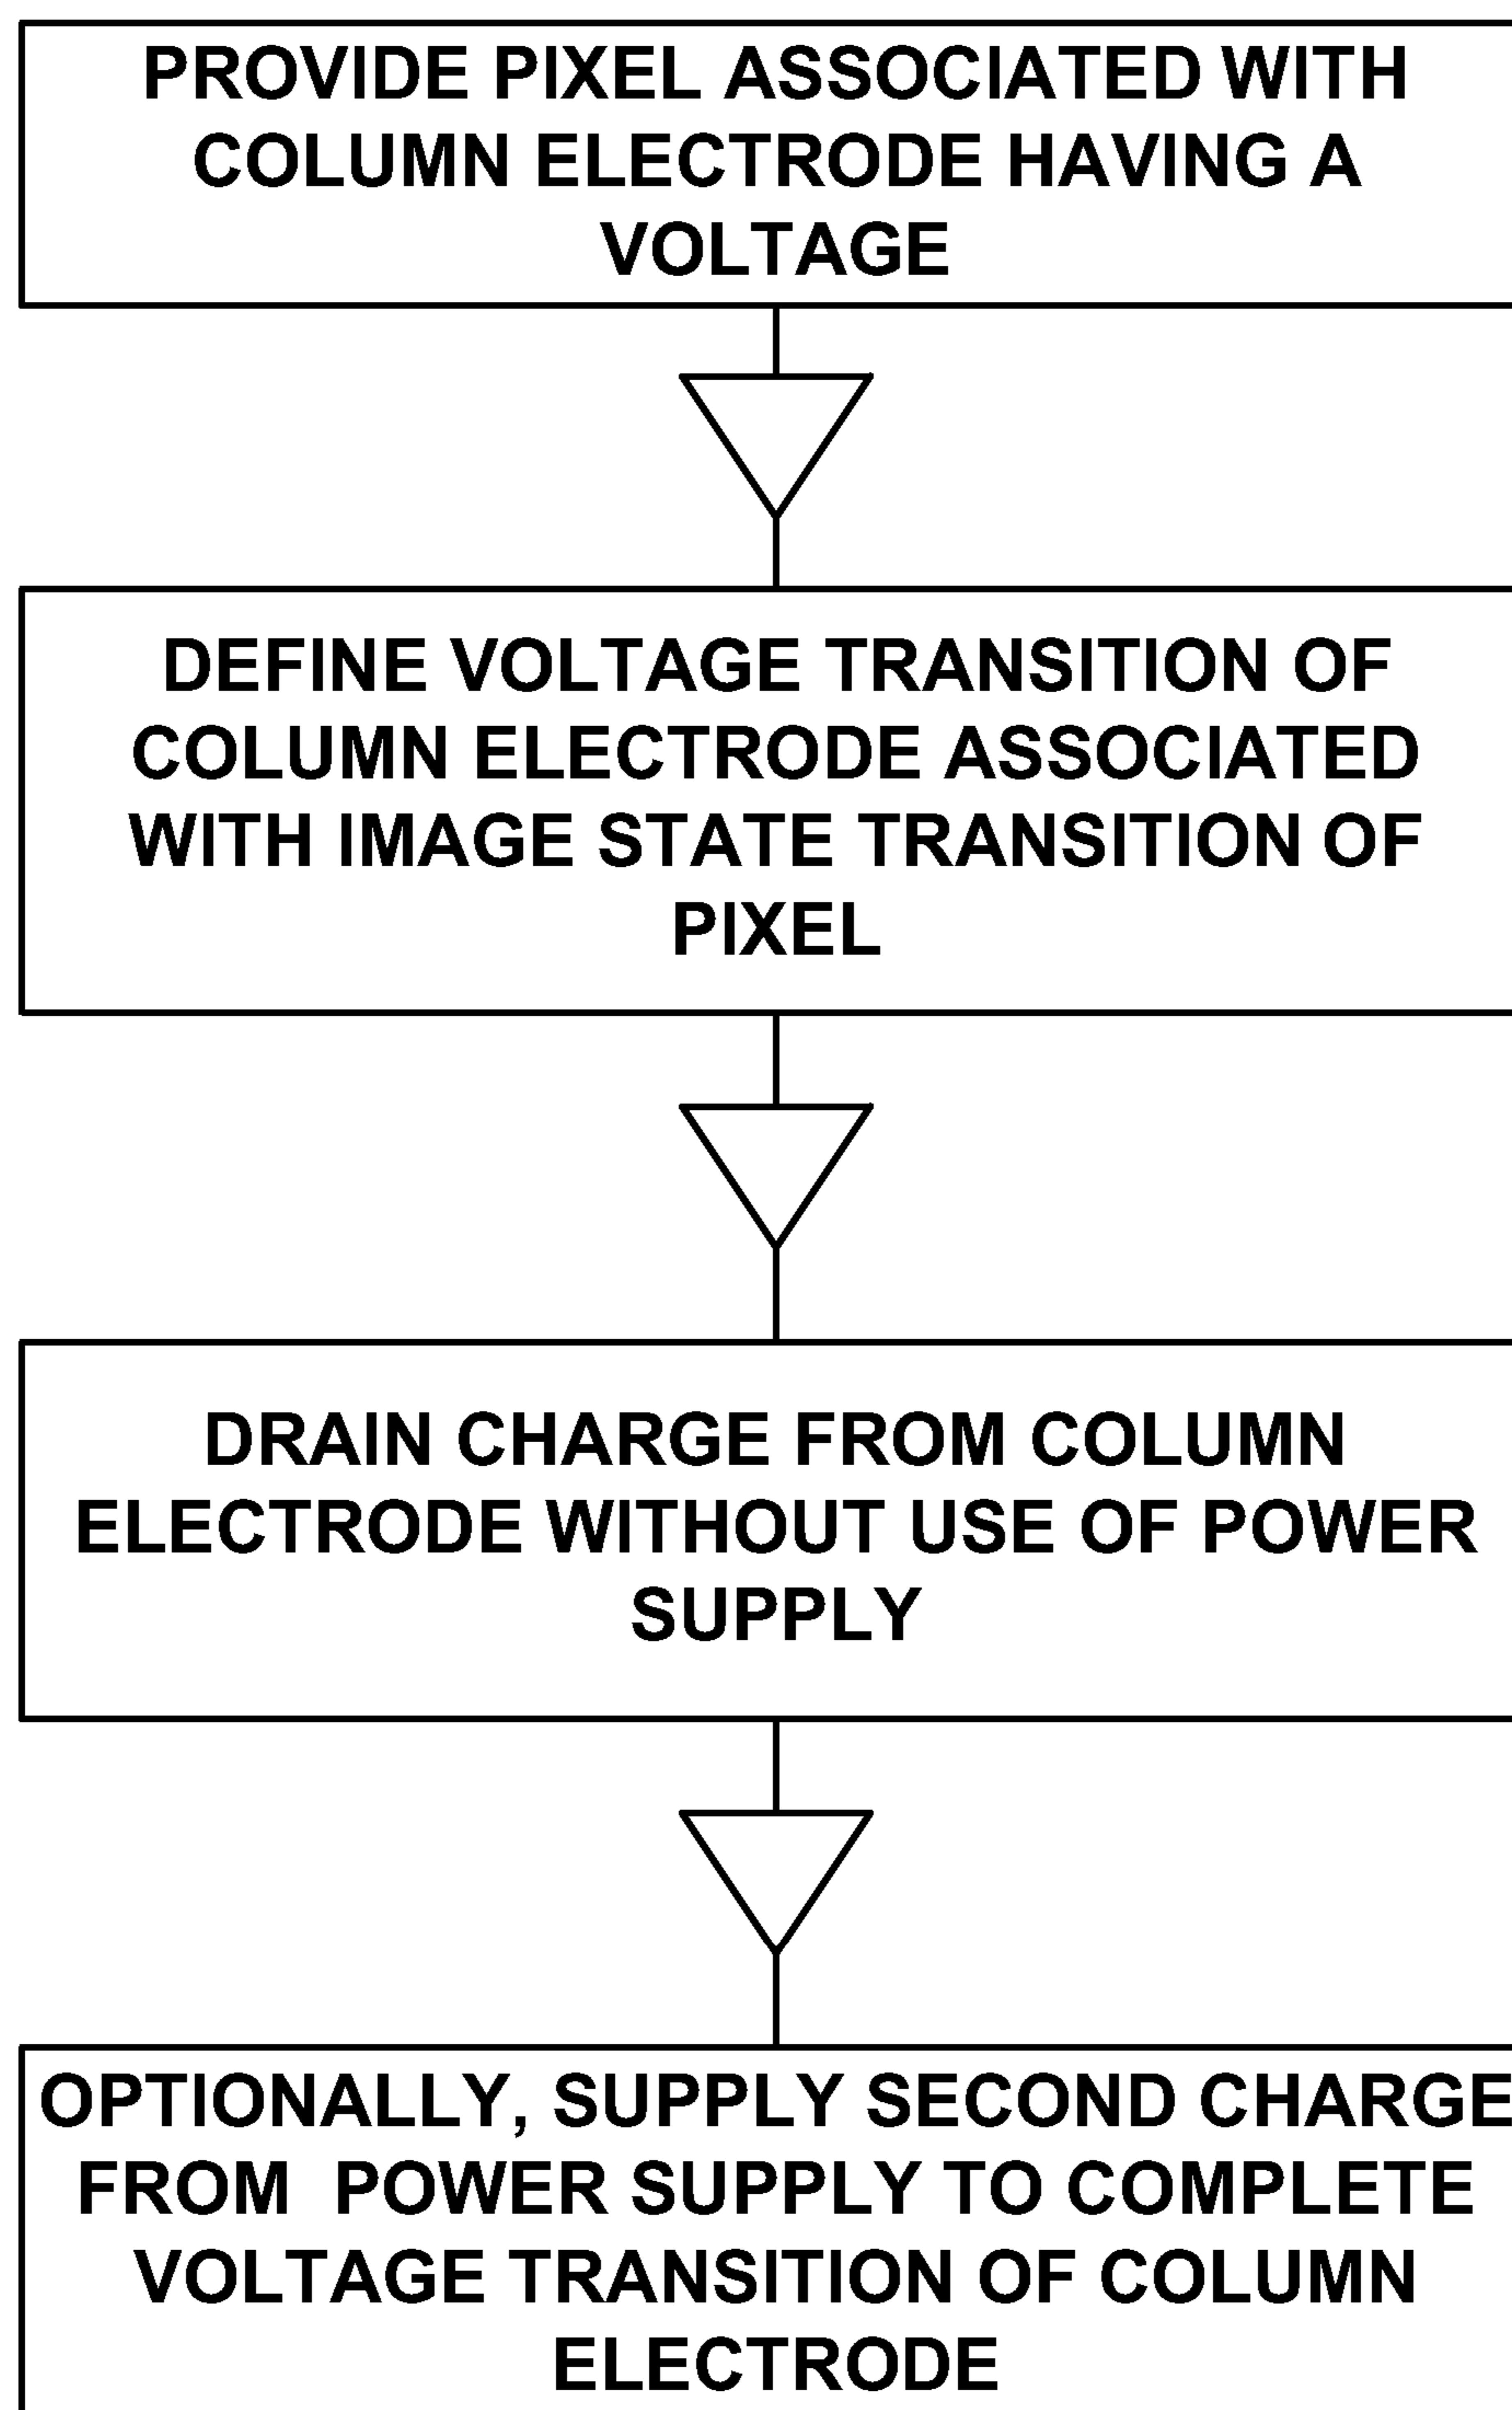 PROVIDE PIXEL ASSOCIATED WITH
COLUMN ELECTRODE HAVING A
VOLTAGE
DEFINE VOLTAGE TRANSITION OF
COLUMN ELECTRODE ASSOCIATED
WITH IMAGE STATE TRANSITION OF
PIXEL
DRAIN CHARGE FROM COLUMN
ELECTRODE WITHOUT USE OF POWER
SUPPLY
OPTIONALLY, SUPPLY SECOND CHARGE
FROM POWER SUPPLY TO COMPLETE
VOLTAGE TRANSITION OF COLUMN
ELECTRODE